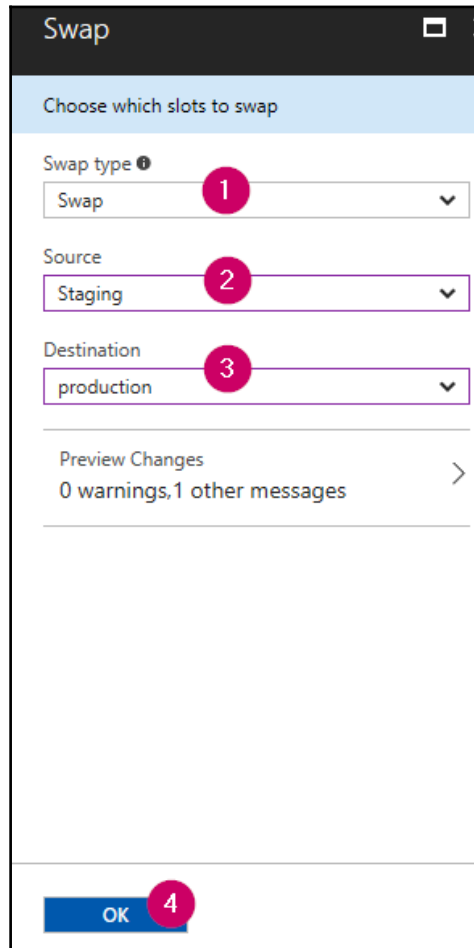 Swap
Choose which slots to swap
Swap type
1
Swap
Source
2
Staging
Destination
3
production
Preview Changes
0 warnings,1 other messages
OK
4